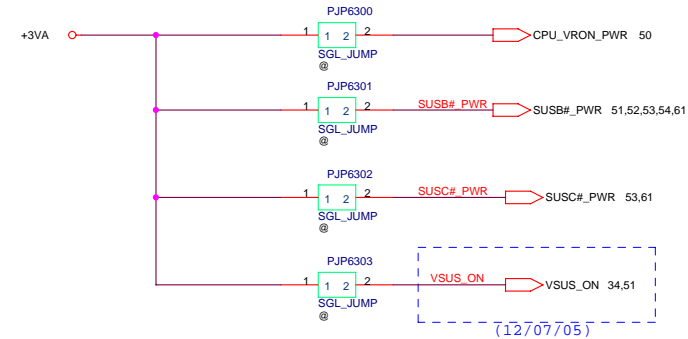 PJP6300
+3VA
1 1 2 2
CPU_VRON_PWR 50
SGL_JUMP
@
PJP6301
1 1 2 2
SUSB#_PWR
SUSB#_PWR 51,52,53,54,61
SGL_JUMP
@
PJP6302
1 1 2 2
SUSC#_PWR
SUSC#_PWR 53,61
SGL_JUMP
@
PJP6303
1 1 2 2
VSUS_ON
VSUS_ON 34,51
SGL_JUMP
@
(12/07/05)